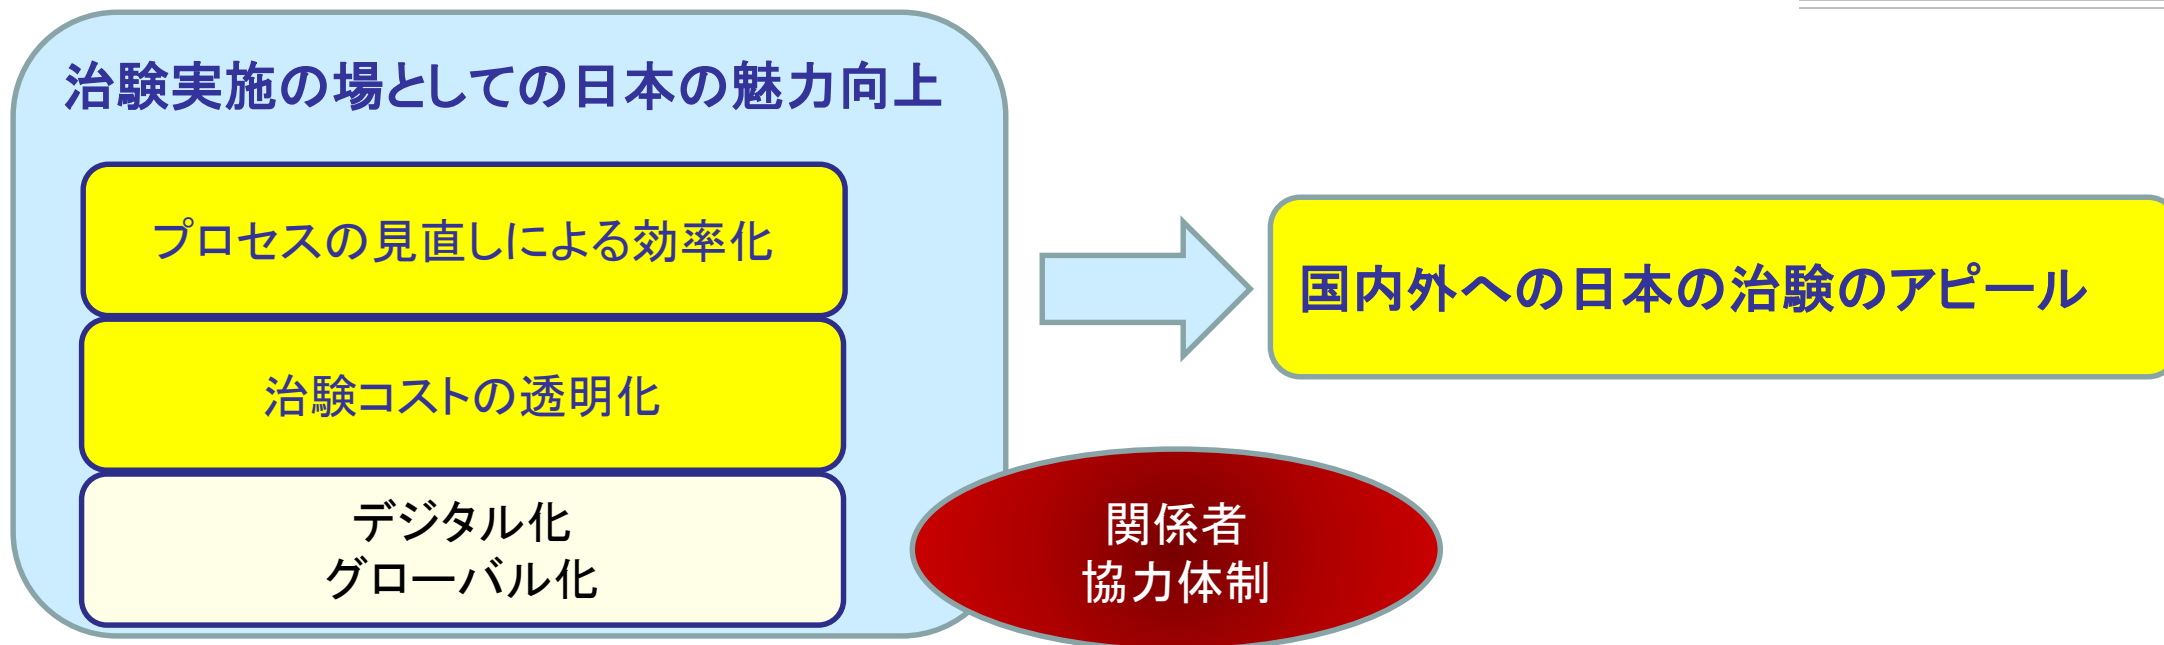 治験実施の場としての日本の魅力向上
プロセスの見直しによる効率化
治験コストの透明化
デジタル化
グローバル化
国内外への日本の治験のアピール
関係者
協力体制